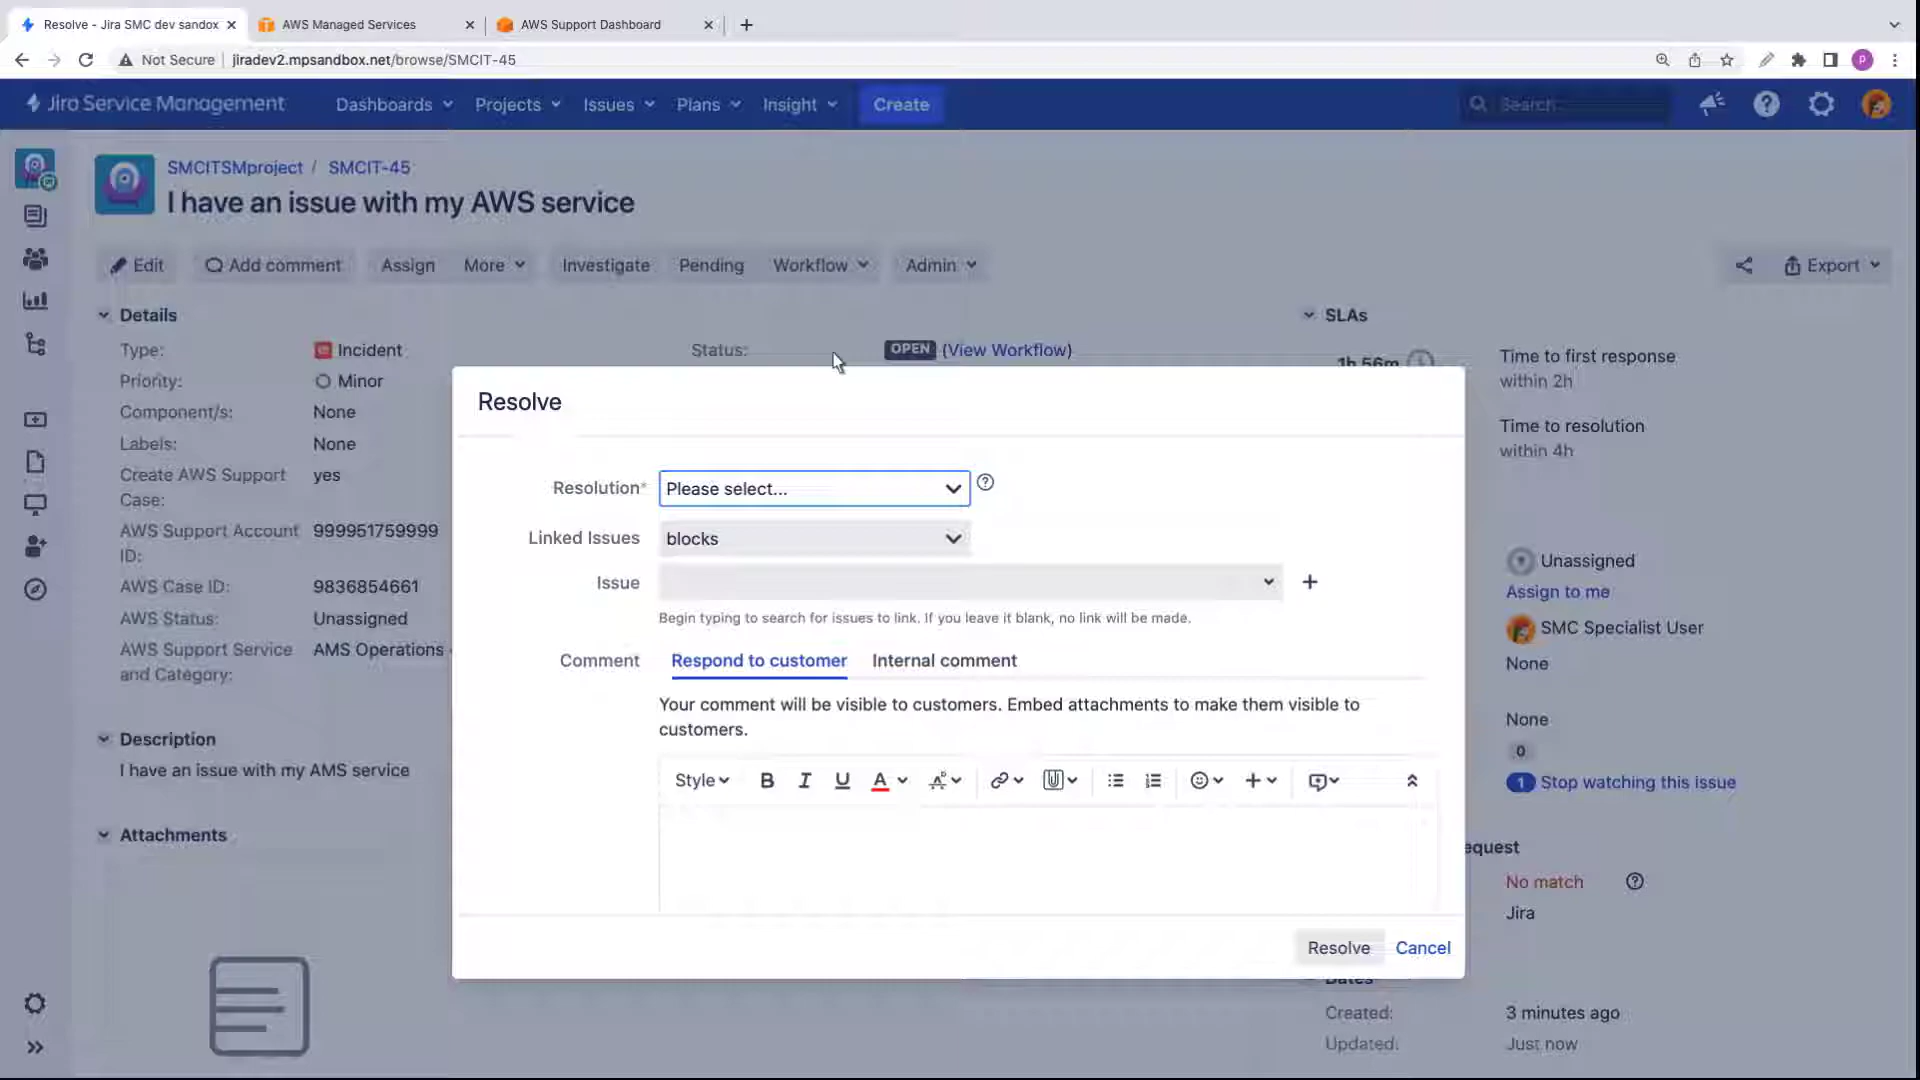 Resolve - Jira SMC dev sandox
AWS Managed Services
AWS Support Dashboard
Not Secure
jiradev2.mpsandbox.net/browse/SMCIT-45
P
Jira Service Management
Dashboards
Projects
Issues
Plans
Insight
Create
Search
SMCITSMproject / SMCIT-45
I have an issue with my AWS service
Edit
Add comment
Assign
More
Investigate
Pending
Workflow
Admin
Export
Details
Type: Incident
Status: OPEN (View Workflow)
Priority: Minor
Component/s: None
Labels: None
Create AWS Support Case: yes
AWS Support Account ID: 999951759999
AWS Case ID: 9836854661
AWS Status: Unassigned
AWS Support Service and Category: AMS Operations
Description
I have an issue with my AMS service
Attachments
Resolve
Resolution* Please select...
Linked Issues blocks
Issue
Begin typing to search for issues to link. If you leave it blank, no link will be made.
Comment
Respond to customer
Internal comment
Your comment will be visible to customers. Embed attachments to make them visible to
customers.
Style B I U A
Resolve
Cancel
SLAs
1h 56m
Time to first response
within 2h
Time to resolution
within 4h
Unassigned
Assign to me
SMC Specialist User
None
None
0
1 Stop watching this issue
equest
No match
Jira
Dates
Created: 3 minutes ago
Updated: Just now